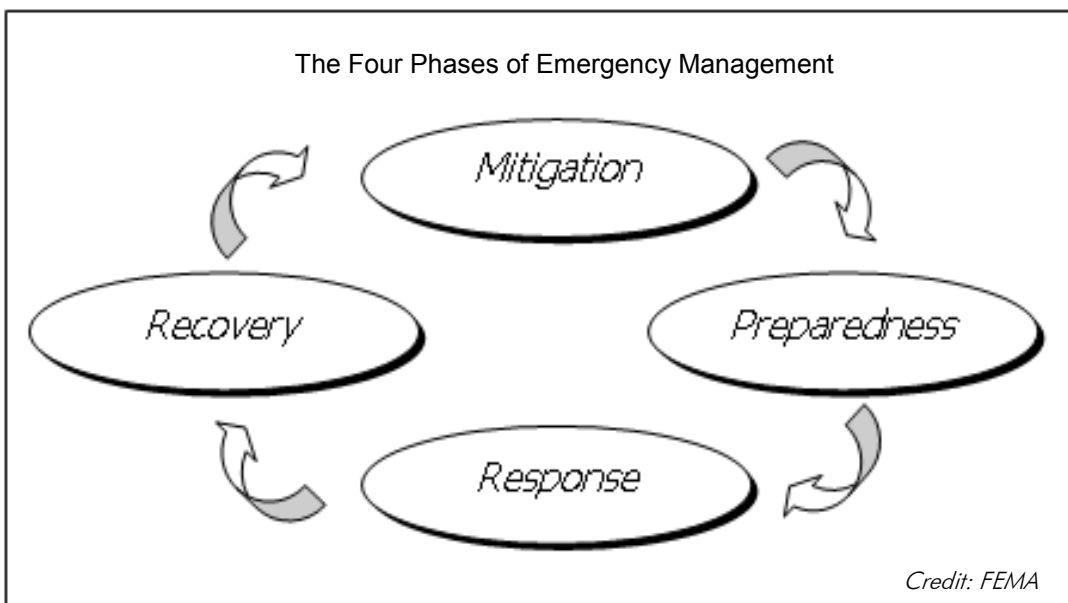 The Four Phases of Emergency Management
Mitigation
Recovery
Preparedness
Response
Credit: FEMA